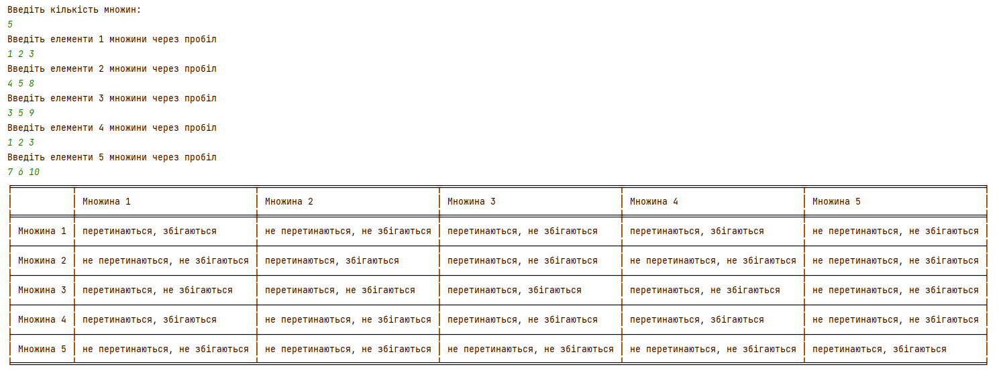 Введіть кількість множин:
5
Введіть елементи 1 множини через пробіл
1 2 3
Введіть елементи 2 множини через пробіл
4 5 8
Введіть елементи 3 множини через пробіл
3 5 9
Введіть елементи 4 множини через пробіл
1 2 3
Введіть елементи 5 множини через пробіл
7 6 10
Множина 1 Множина 2 Множина 3 Множина 4 Множина 5
Множина 1 перетинаються, збігаються не перетинаються, не збігаються перетинаються, не збігаються перетинаються, збігаються не перетинаються, не збігаються
Множина 2 не перетинаються, не збігаються перетинаються, збігаються перетинаються, не збігаються не перетинаються, не збігаються не перетинаються, не збігаються
Множина 3 перетинаються, не збігаються перетинаються, не збігаються перетинаються, збігаються перетинаються, не збігаються не перетинаються, не збігаються
Множина 4 перетинаються, збігаються не перетинаються, не збігаються перетинаються, не збігаються перетинаються, збігаються не перетинаються, не збігаються
Множина 5 не перетинаються, не збігаються не перетинаються, не збігаються не перетинаються, не збігаються не перетинаються, не збігаються перетинаються, збігаються